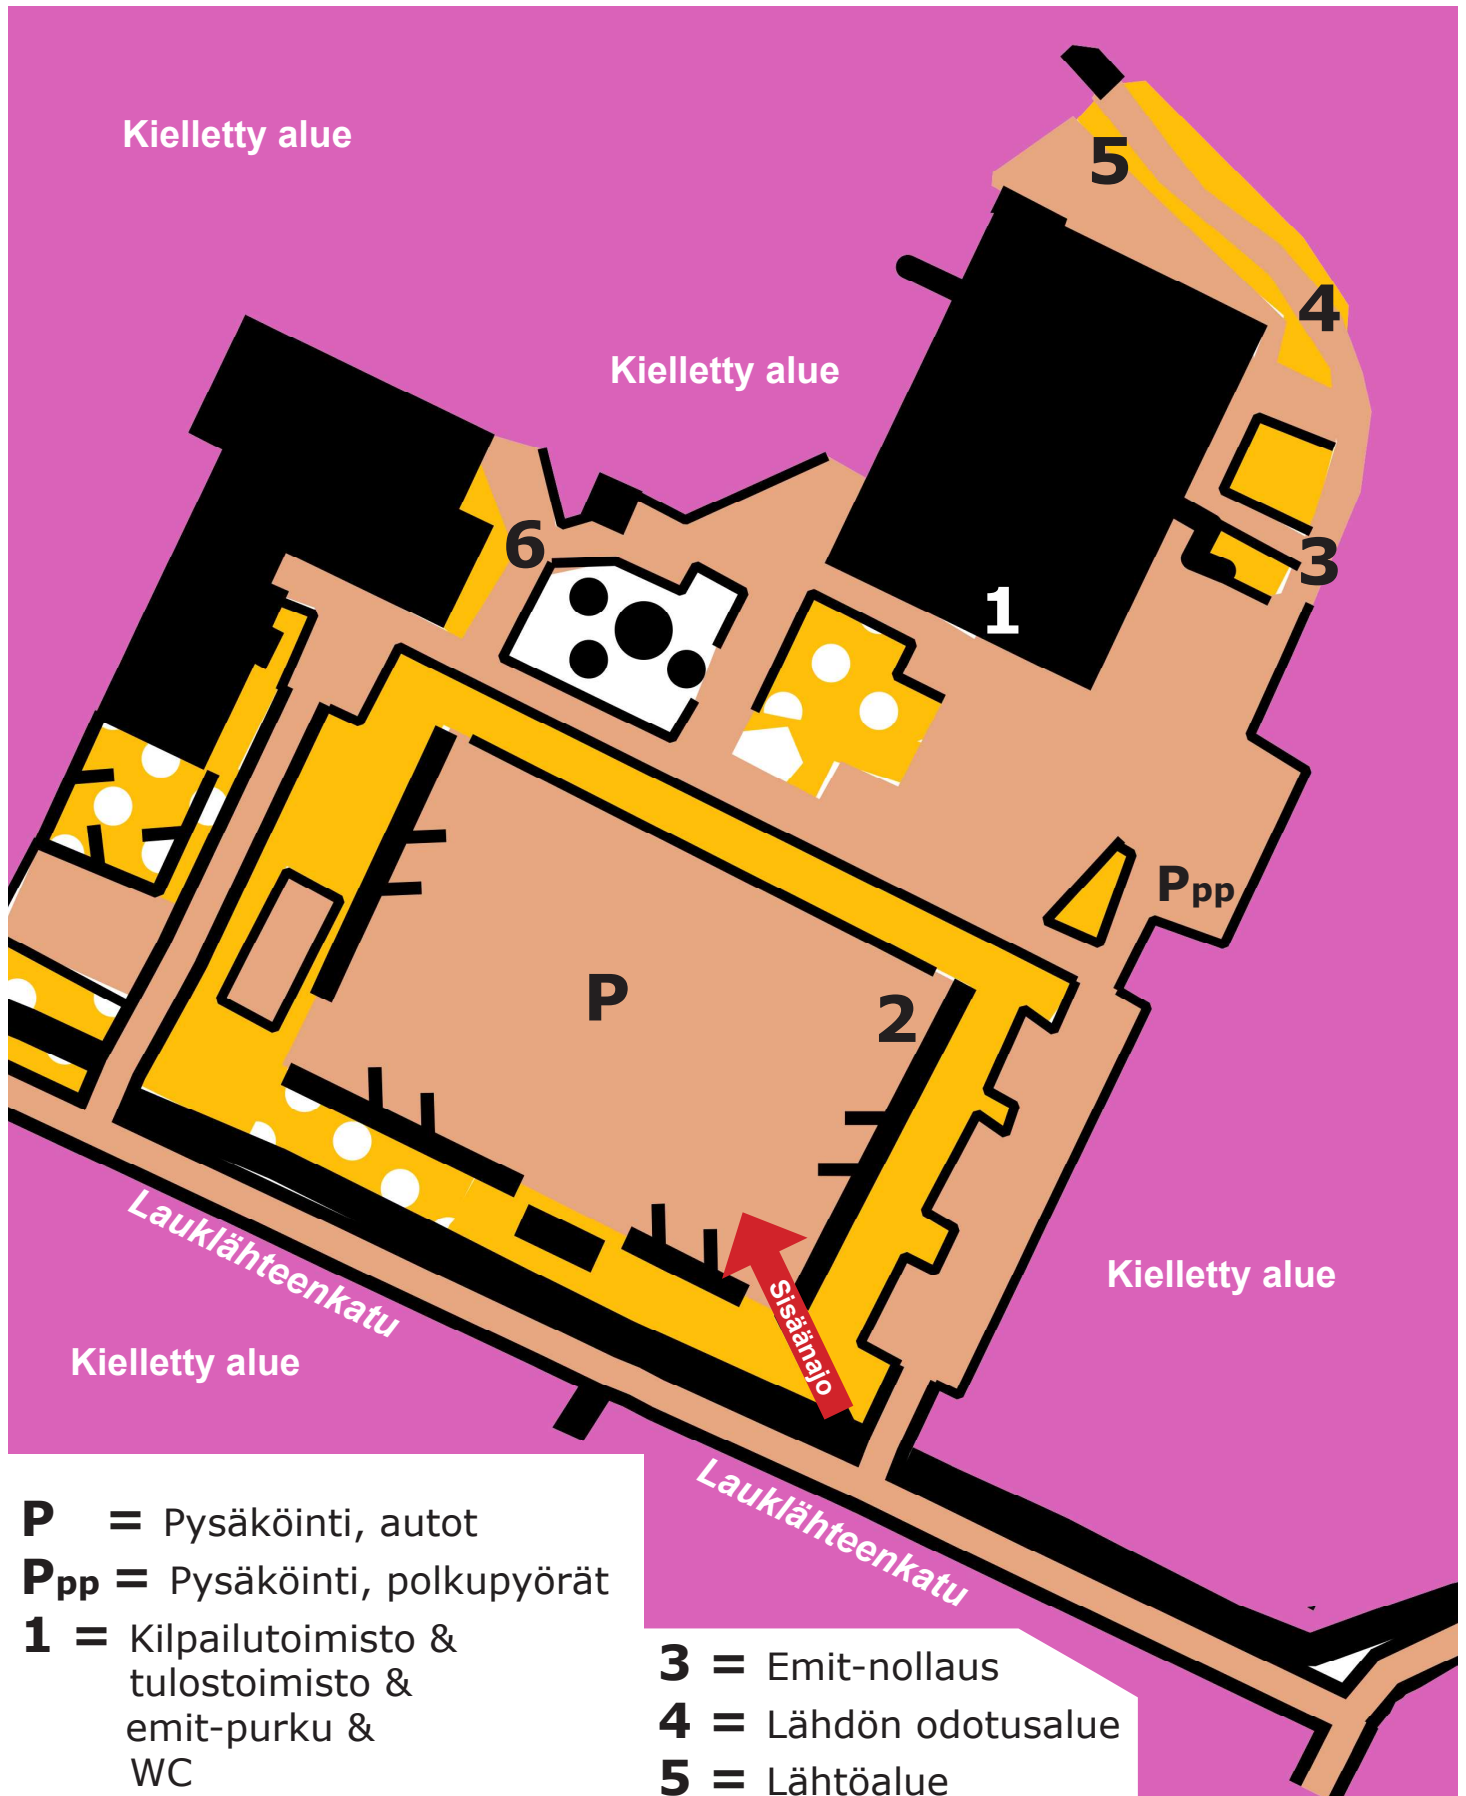 Kielletty alue
5
4
Kielletty alue
6
3
1
Ppp
P
2
Lauklähteenkatu
Sisäänajo
Kielletty alue
Kielletty alue
Lauklähteenkatu
P = Pysäköinti, autot
Ppp = Pysäköinti, polkupyörät
1 = Kilpailutoimisto &
tulostoimisto &
emit-purku &
WC
3 = Emit-nollaus
4 = Lähdön odotusalue
5 = Lähtöalue